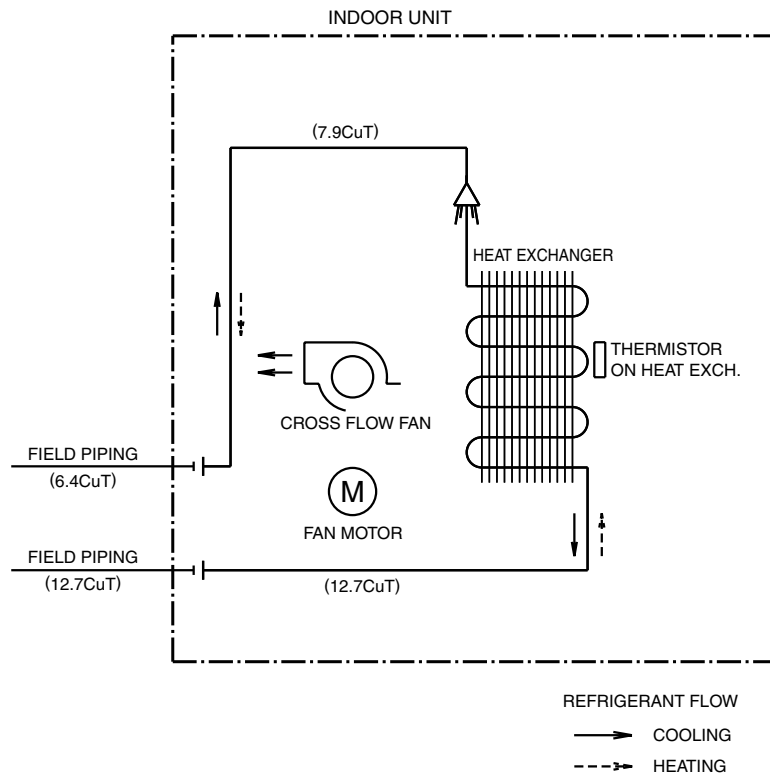 INDOOR UNIT
(7.9CuT)
HEAT EXCHANGER
THERMISTOR
ON HEAT EXCH.
CROSS FLOW FAN
FIELD PIPING
(6.4CuT)
M
FAN MOTOR
FIELD PIPING
(12.7CuT)
(12.7CuT)
REFRIGERANT FLOW
COOLING
HEATING